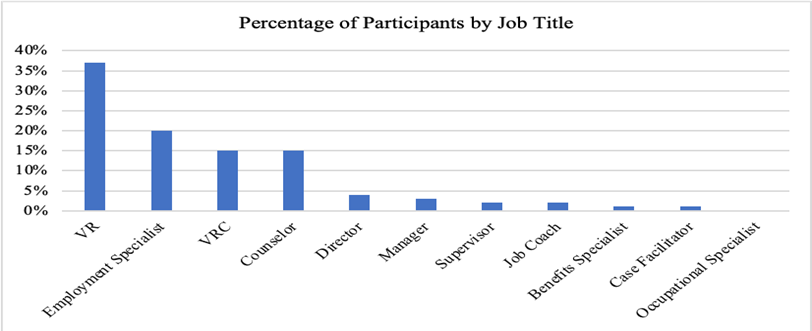 Percentage of Participants by Job Title
40%
35%
30%
25%
20%
15%
10%
5%
0%
VR
Employment Specialist
VRC
Counselor
Director
Manager
Supervisor
Job Coach
Benefits Specialist
Case Facilitator
Occupational Specialist